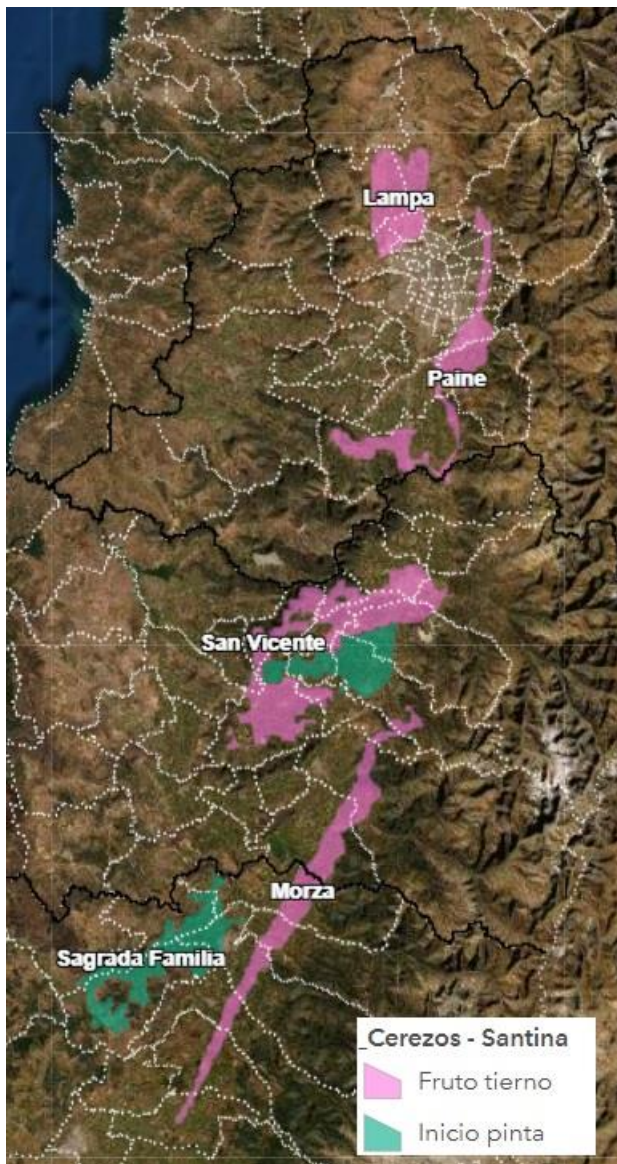 Lampa
Paine
San Vicente
Morza
Sagrada Familia
_Cerezos - Santina
Fruto tierno
Inicio pinta